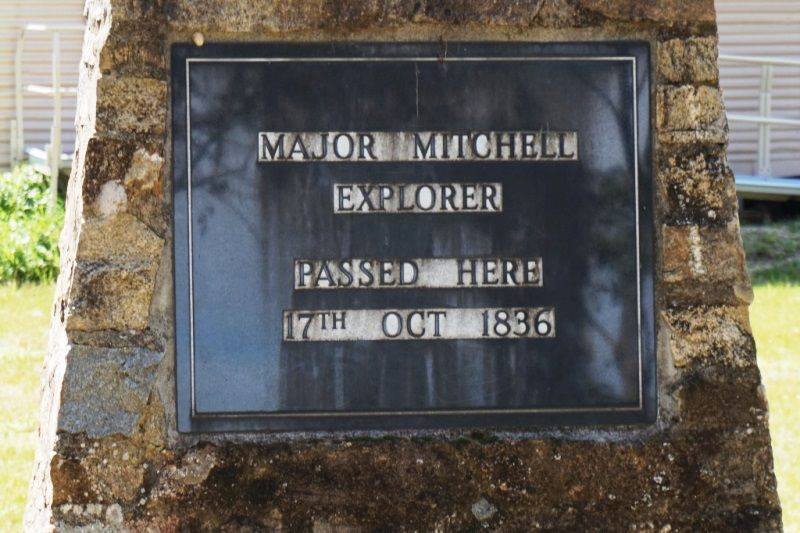 MAJOR MITCHELL
EXPLORER
PASSED HERE
17TH OCT 1836